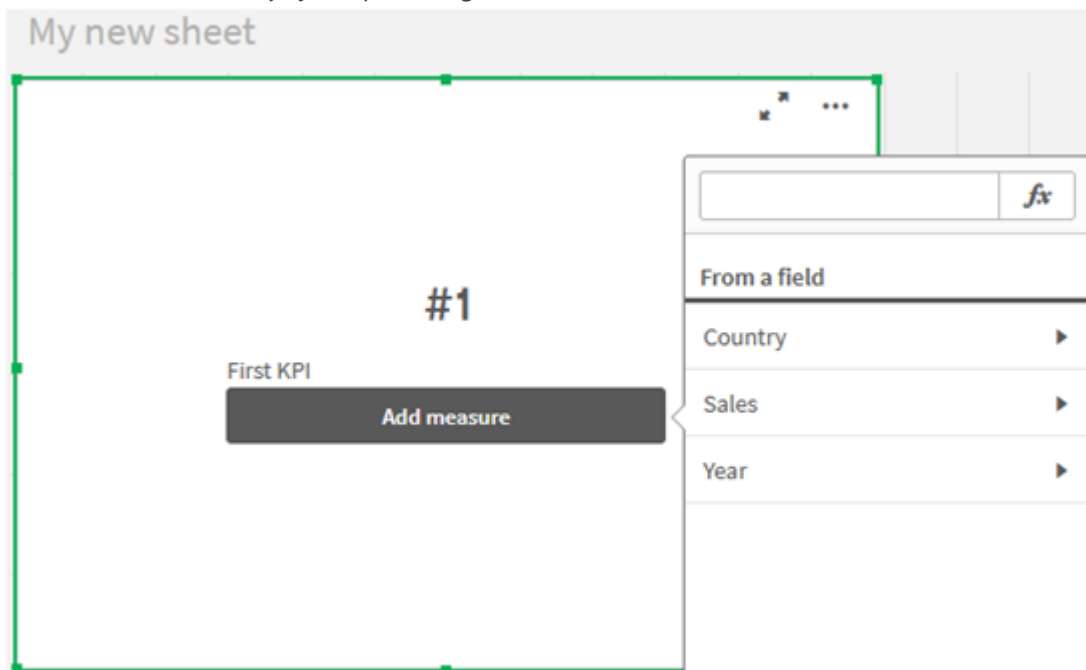 My new sheet
...
fx
From a field
#1
Country
First KPI
Add measure
Sales
Year